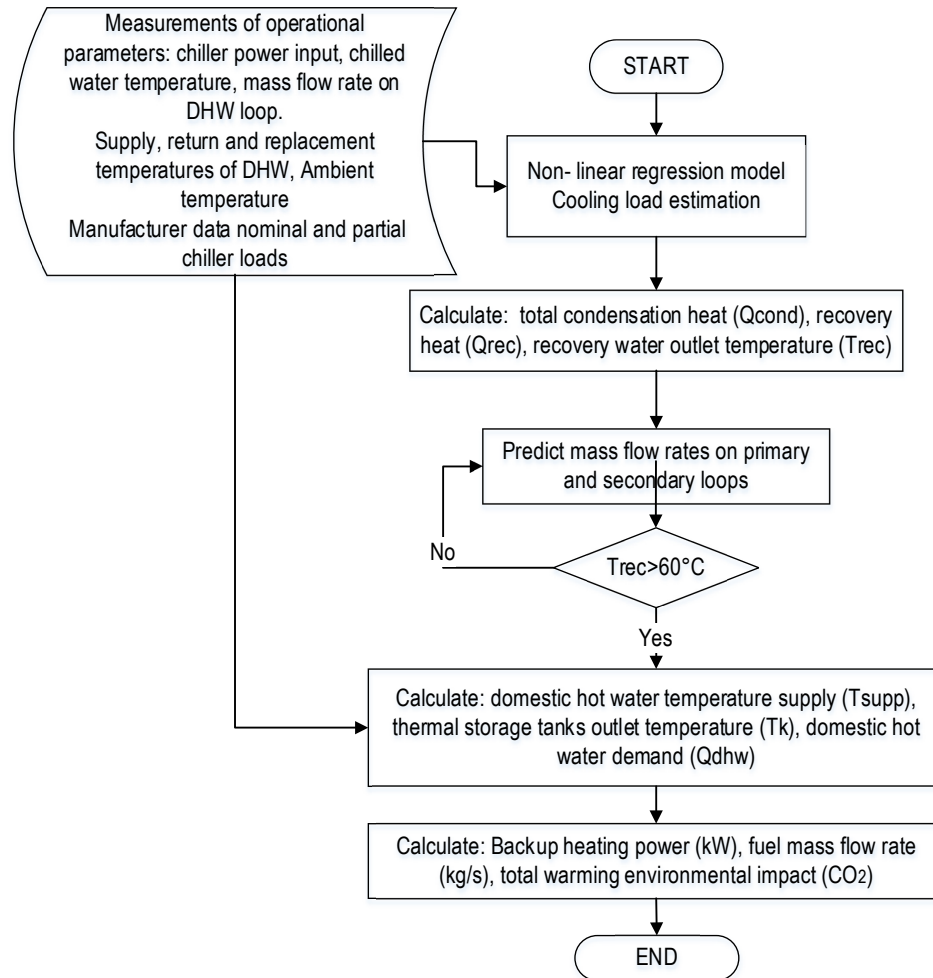 Measurements of operational
parameters: chiller power input, chilled
water temperature, mass flow rate on
DHW loop.
Supply, return and replacement
temperatures of DHW, Ambient
temperature
Manufacturer data nominal and partial
chiller loads
START
Non- linear regression model
Cooling load estimation
Calculate: total condensation heat (Qcond), recovery
heat (Qrec), recovery water outlet temperature (Trec)
Predict mass flow rates on primary
and secondary loops
No
Trec>60°C
Yes
Calculate: domestic hot water temperature supply (Tsupp),
thermal storage tanks outlet temperature (Tk), domestic hot
water demand (Qdhw)
Calculate: Backup heating power (kW), fuel mass flow rate
(kg/s), total warming environmental impact (CO2)
END